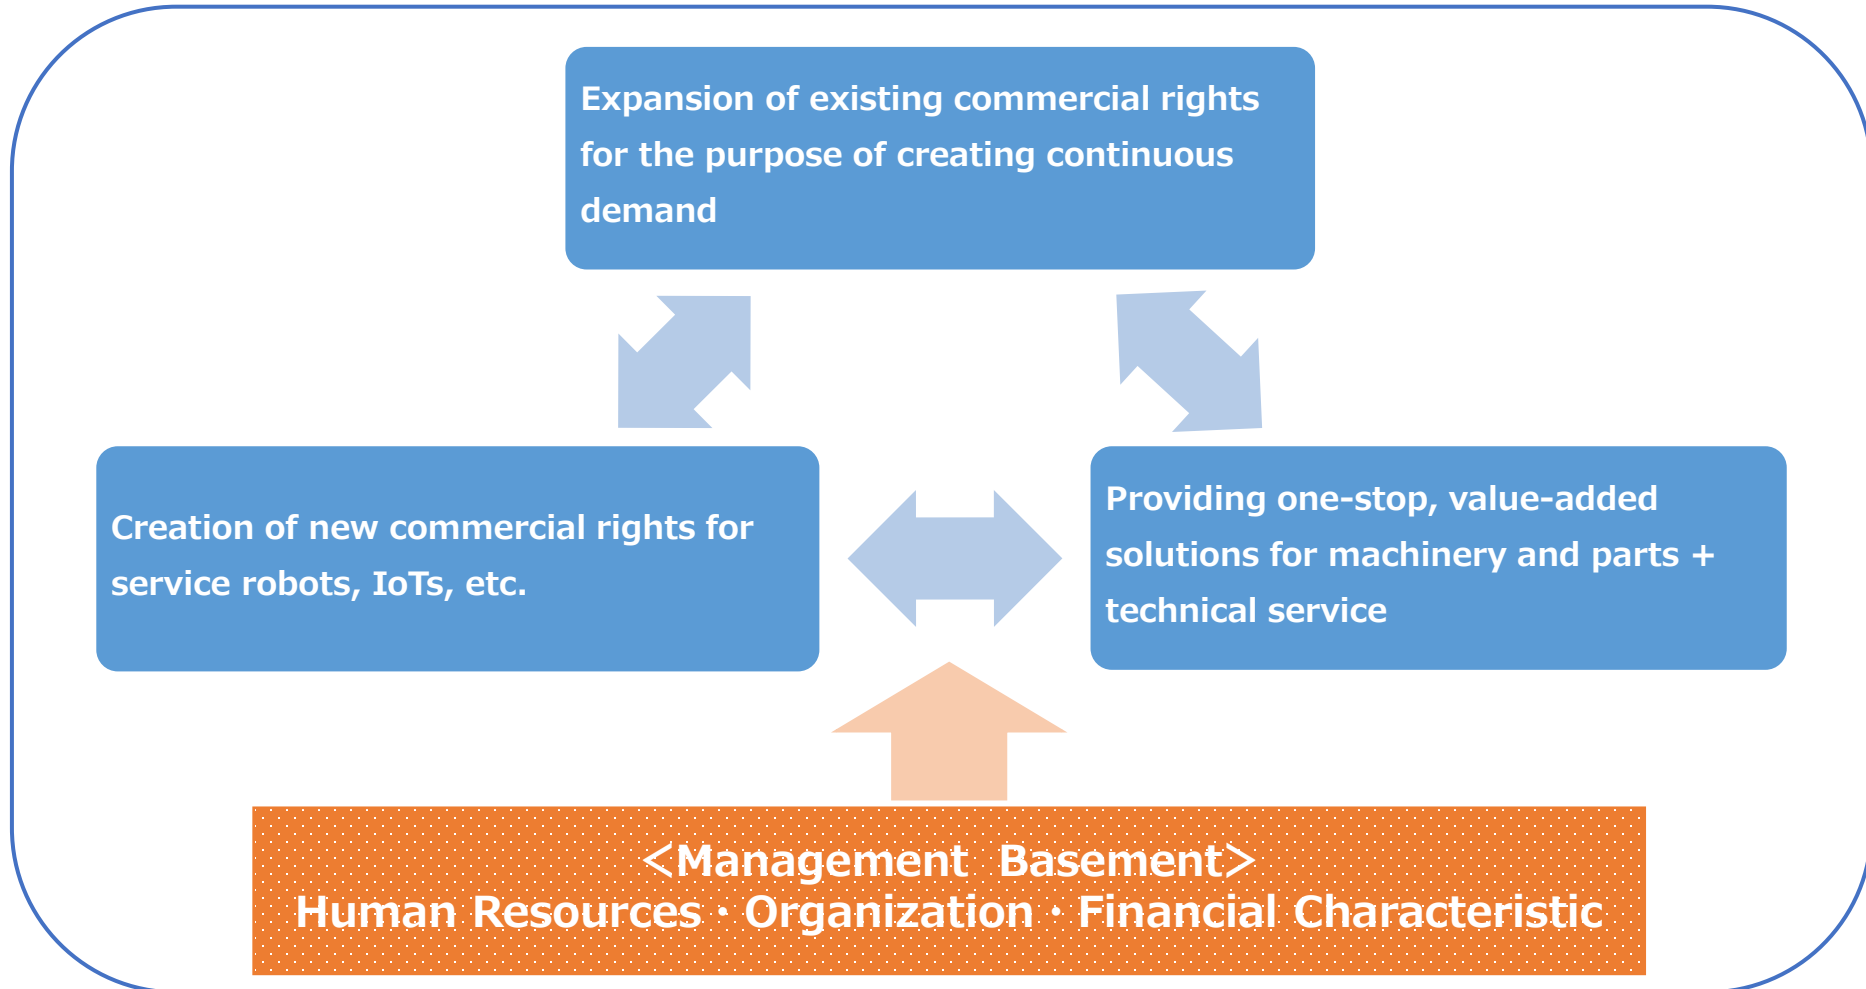 Expansion of existing commercial rights
for the purpose of creating continuous
demand
Creation of new commercial rights for
service robots, IoTs, etc.
Providing one-stop, value-added
solutions for machinery and parts +
technical service
<Management Basement>
Human Resources・Organization・Financial Characteristic